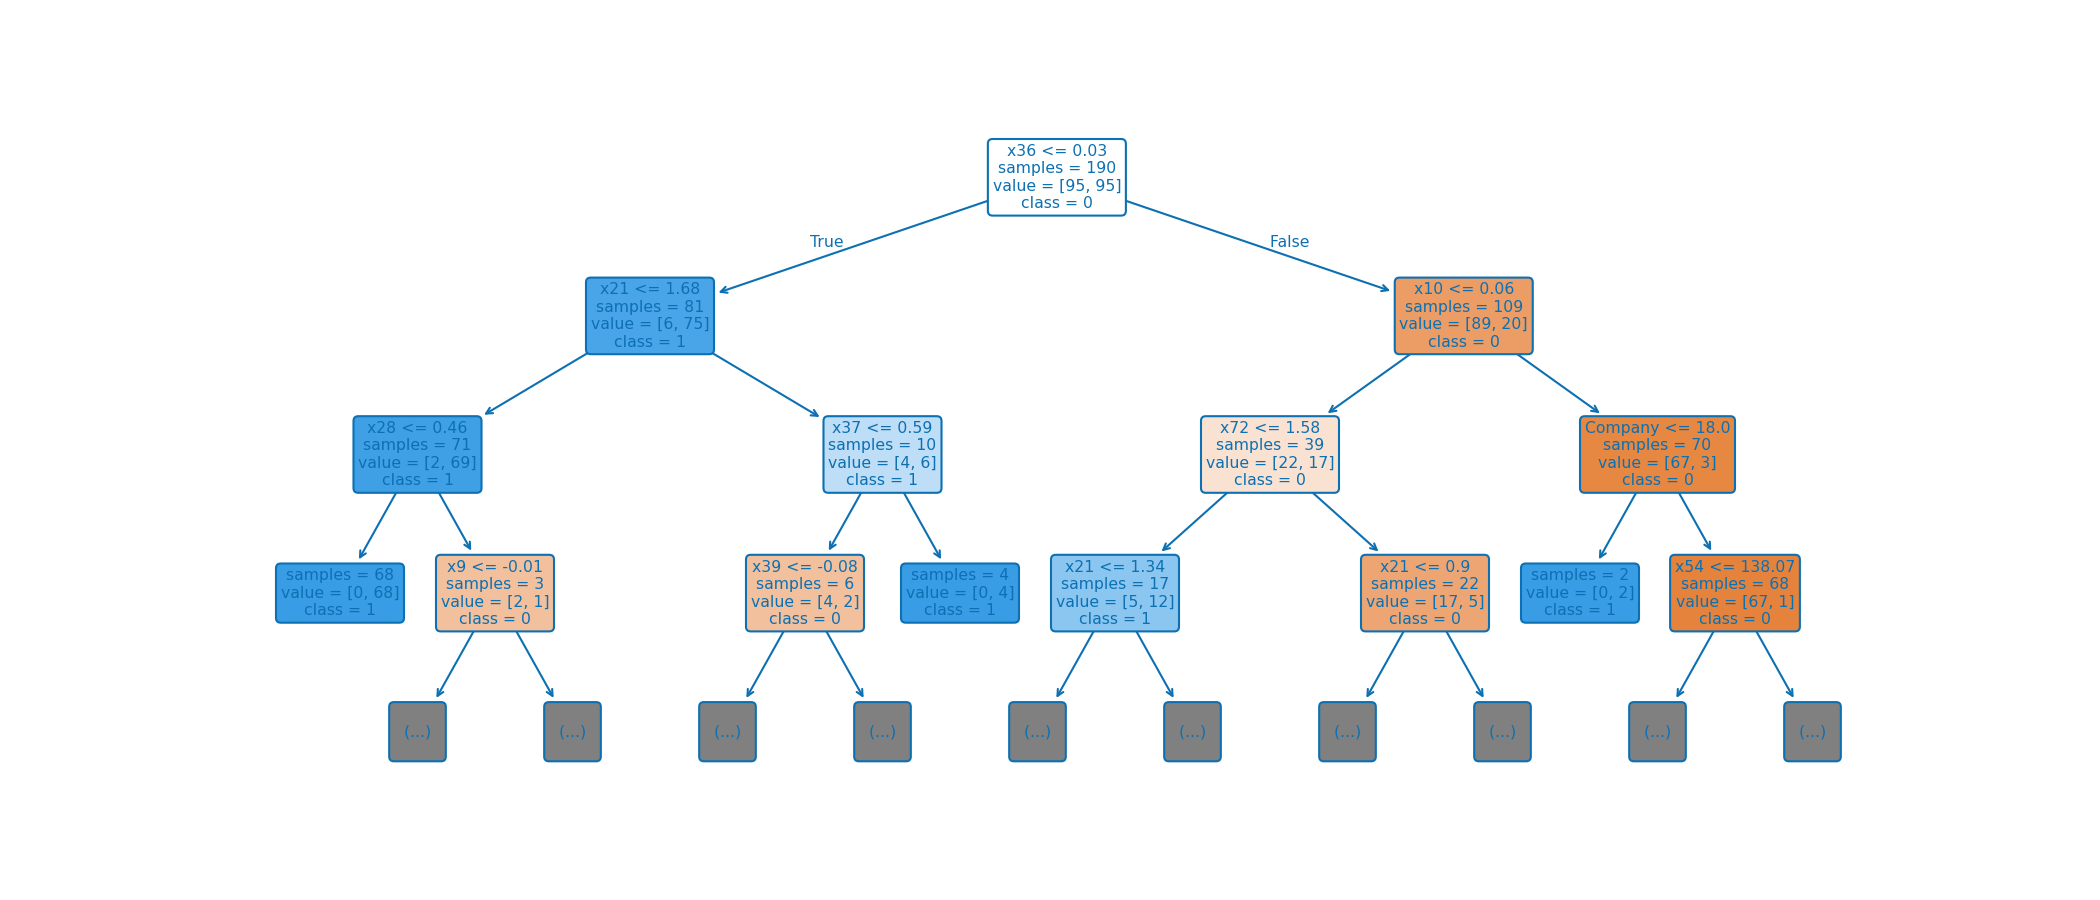 x36 <= 0.03
samples = 190
value = [95, 95]
class = 0
True
False
x21 <= 1.68
samples = 81
value = [6, 75]
class = 1
x10 <= 0.06
samples = 109
value = [89, 20]
class = 0
x28 <= 0.46
samples = 71
value = [2, 69]
class = 1
x37 <= 0.59
samples = 10
value = [4, 6]
class = 1
x72 <= 1.58
samples = 39
value = [22, 17]
class = 0
Company <= 18.0
samples = 70
value = [67, 3]
class = 0
samples = 68
value = [0, 68]
class = 1
x9 <= -0.01
samples = 3
value = [2, 1]
class = 0
x39 <= -0.08
samples = 6
value = [4, 2]
class = 0
samples = 4
value = [0, 4]
class = 1
x21 <= 1.34
samples = 17
value = [5, 12]
class = 1
x21 <= 0.9
samples = 22
value = [17, 5]
class = 0
samples = 2
value = [0, 2]
class = 1
x54 <= 138.07
samples = 68
value = [67, 1]
class = 0
(...)
(...)
(...)
(...)
(...)
(...)
(...)
(...)
(...)
(...)